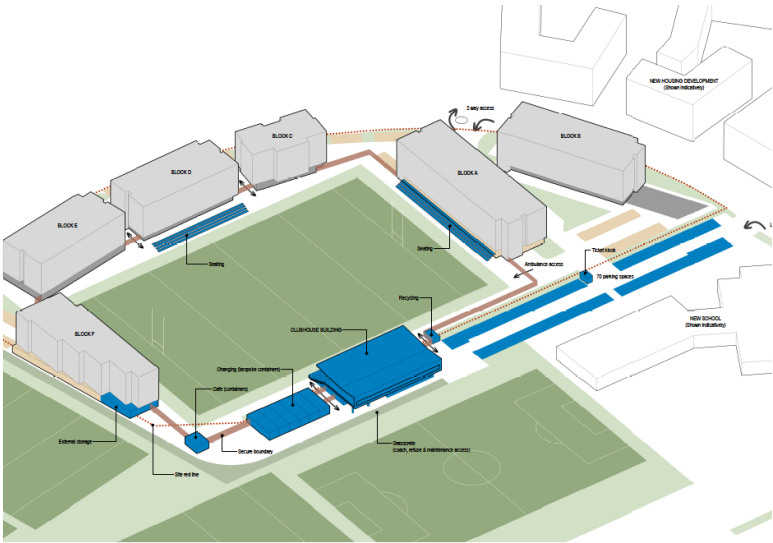 NEW HOUSING DEVELOPMENT
(Shown indicatively)
2 way access
BLOCK C
BLOCK B
BLOCK D
BLOCK A
BLOCK E
Seating
Seating
Ambulance access
Ticket kiosk
70 parking spaces
Recycling
NEW SCHOOL
(Shown indicatively)
BLOCK F
CLUBHOUSE BUILDING
Changing (bespoke containers)
Cafe (containers)
External storage
Secure boundary
Grasscrete
(coach, refuse & maintenance access)
Site red line